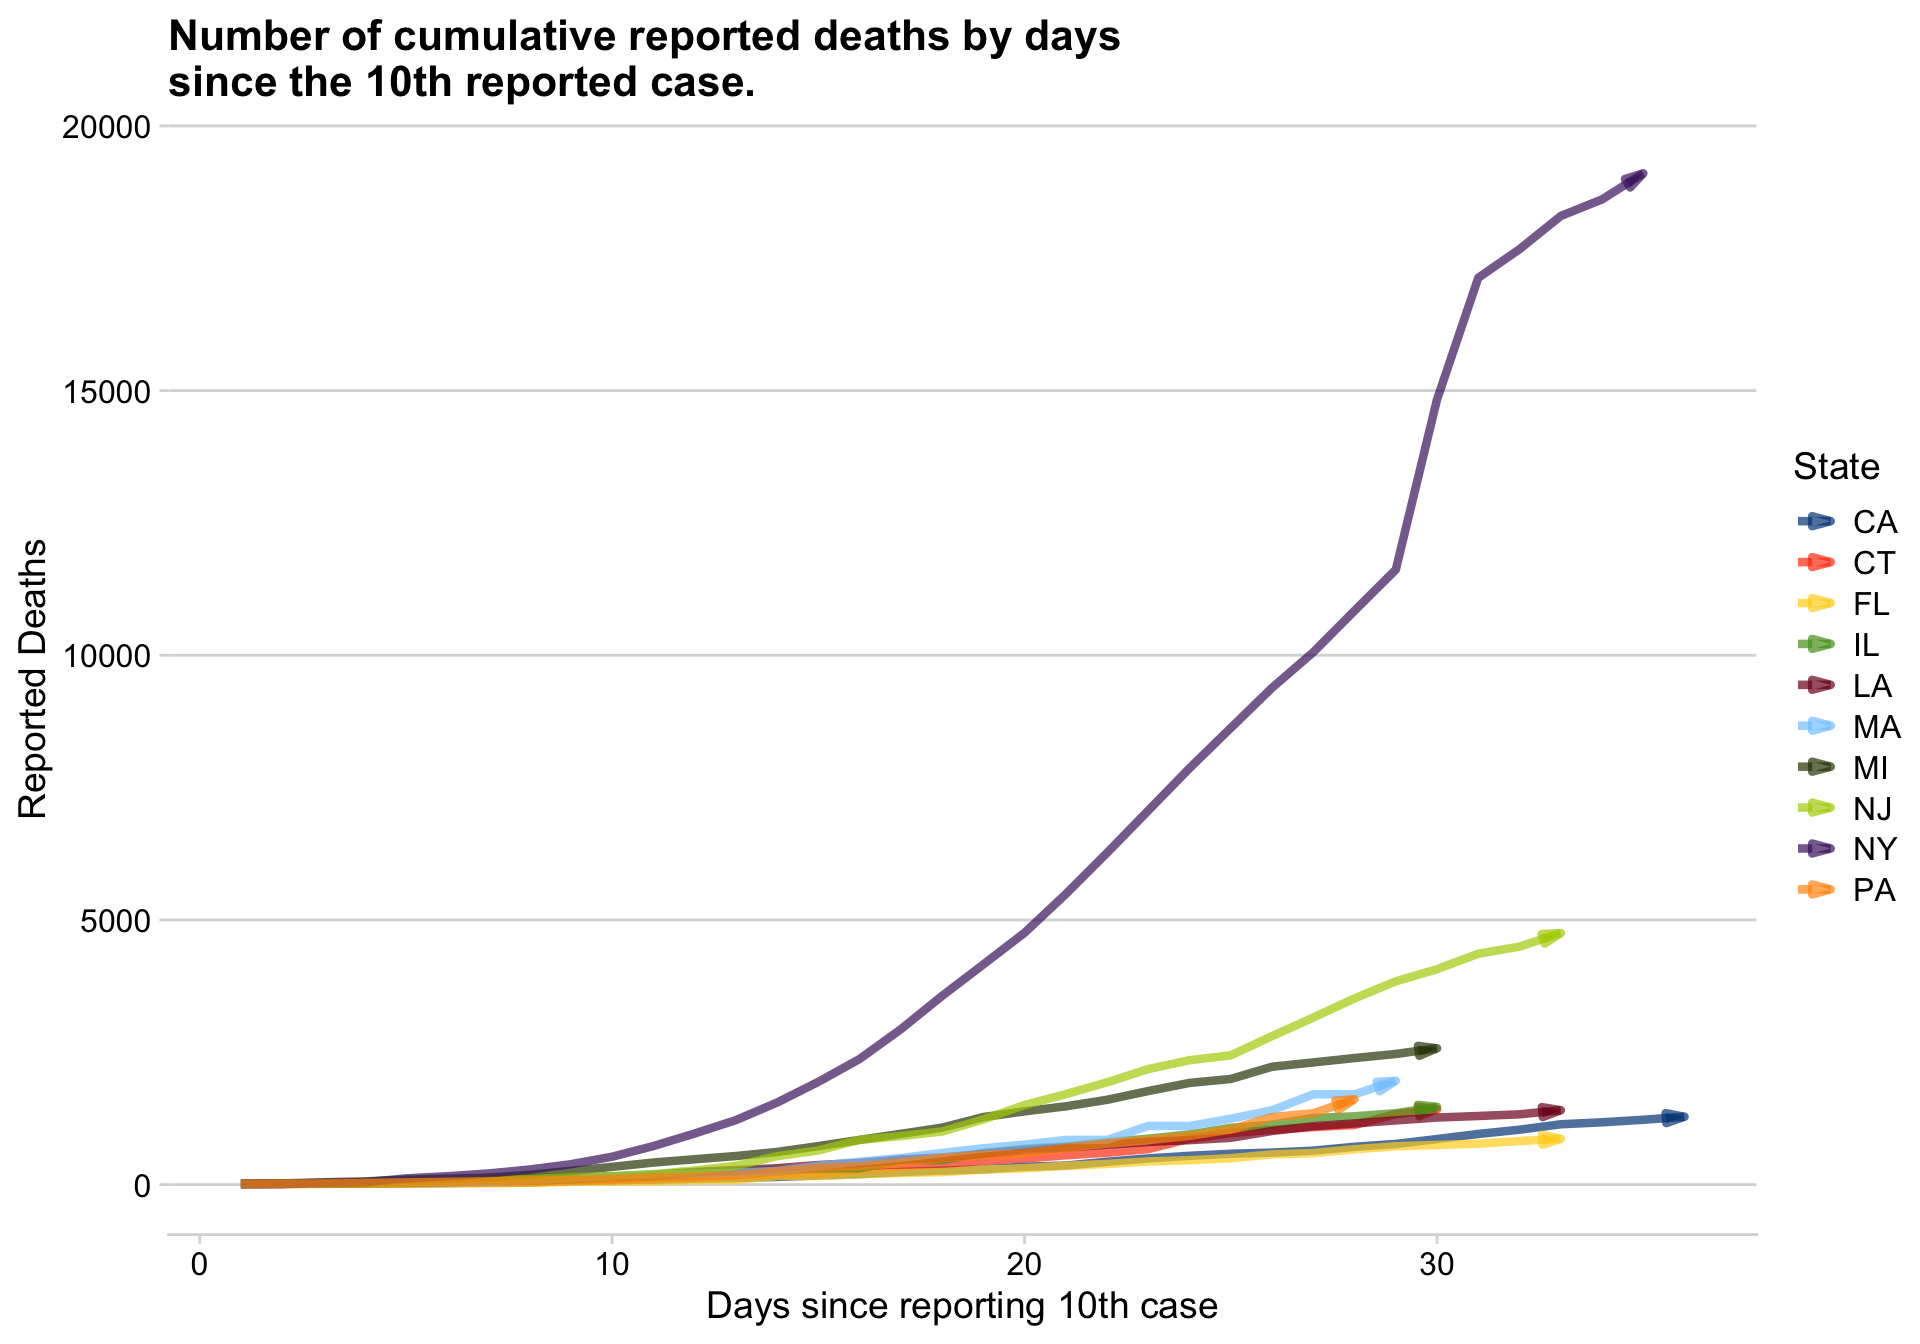 Number of cumulative reported deaths by days
since the 10th reported case.
20000
15000
10000
5000
0
Reported Deaths
0 10 20 30
Days since reporting 10th case
State
CA
CT
FL
IL
LA
MA
MI
NJ
NY
PA